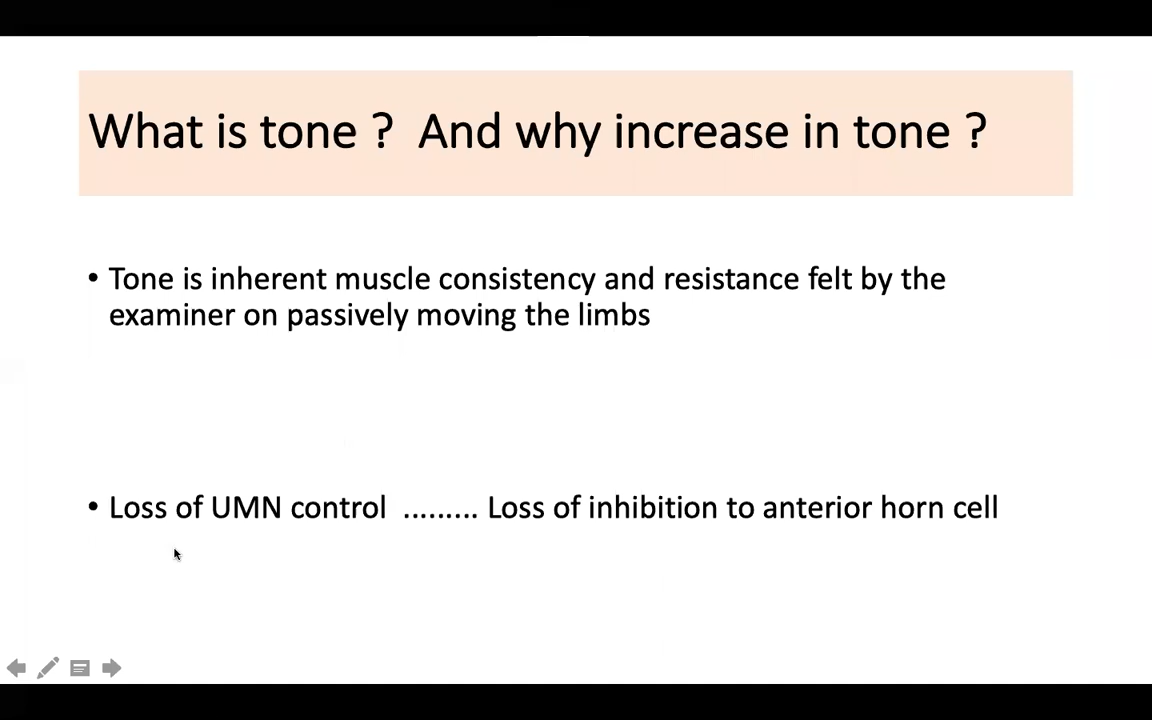 What is tone ?  And why increase in tone ?
• Tone is inherent muscle consistency and resistance felt by the
examiner on passively moving the limbs
• Loss of UMN control  ......... Loss of inhibition to anterior horn cell